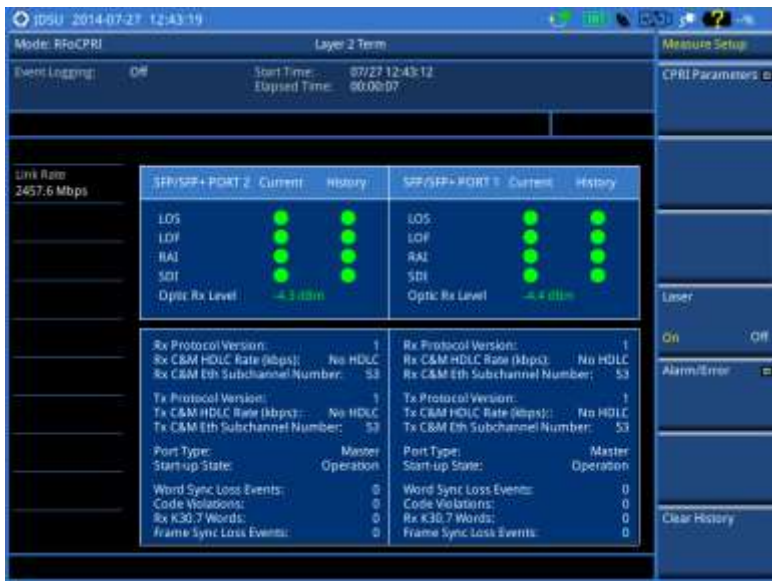 JDSU 2014-07-27 12:43:19
Mode: RFoCPRI Layer 2 Term
Measure Setup
Event Logging: Off Start Time: 07/27 12:43:12
Elapsed Time: 00:00:07
CPRI Parameters
Link Rate
2457.6 Mbps
SFP/SFP+ PORT 2 Current History
LOS
LOF
RAI
SDI
Optic Rx Level -4.3 dBm
SFP/SFP+ PORT 1 Current History
LOS
LOF
RAI
SDI
Optic Rx Level -4.4 dBm
Rx Protocol Version: 1
Rx C&M HDLC Rate (kbps): No HDLC
Rx C&M Eth Subchannel Number: 53
Tx Protocol Version: 1
Tx C&M HDLC Rate (kbps): No HDLC
Tx C&M Eth Subchannel Number: 53
Port Type: Master
Start-up State: Operation
Word Sync Loss Events: 0
Code Violations: 0
Rx K30.7 Words: 0
Frame Sync Loss Events: 0
Rx Protocol Version: 1
Rx C&M HDLC Rate (kbps): No HDLC
Rx C&M Eth Subchannel Number: 53
Tx Protocol Version: 1
Tx C&M HDLC Rate (kbps): No HDLC
Tx C&M Eth Subchannel Number: 53
Port Type: Master
Start-up State: Operation
Word Sync Loss Events: 0
Code Violations: 0
Rx K30.7 Words: 0
Frame Sync Loss Events: 0
Laser
On Off
Alarm/Error
Clear History